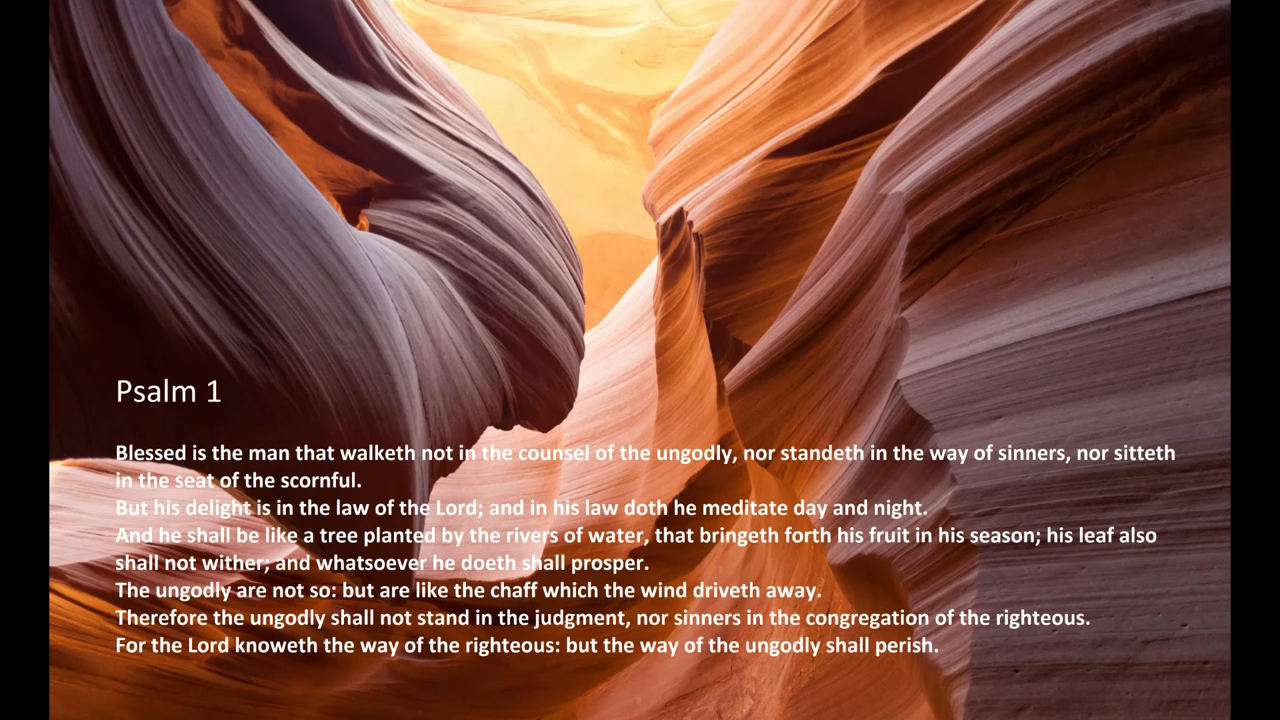 Psalm 1
Blessed is the man that walketh not in the counsel of the ungodly, nor standeth in the way of sinners, nor sitteth
in the seat of the scornful.
But his delight is in the law of the Lord; and in his law doth he meditate day and night.
And he shall be like a tree planted by the rivers of water, that bringeth forth his fruit in his season; his leaf also
shall not wither; and whatsoever he doeth shall prosper.
The ungodly are not so: but are like the chaff which the wind driveth away.
Therefore the ungodly shall not stand in the judgment, nor sinners in the congregation of the righteous.
For the Lord knoweth the way of the righteous: but the way of the ungodly shall perish.